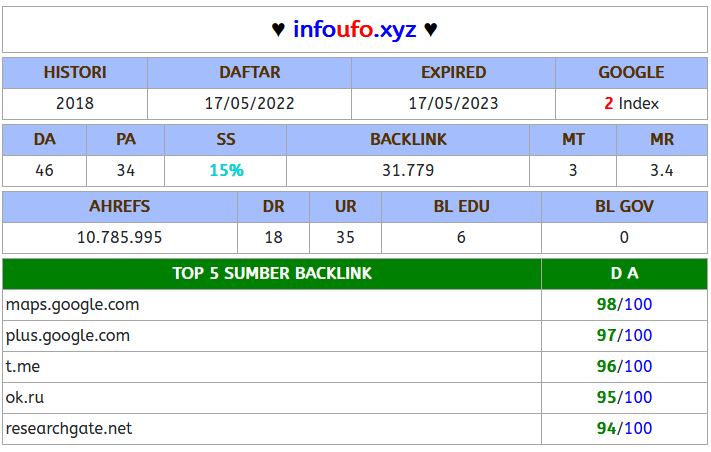 ♥ infoufo.xyz ♥
HISTORI DAFTAR EXPIRED GOOGLE
2018 17/05/2022 17/05/2023 2 Index
DA PA SS BACKLINK MT MR
46 34 15% 31.779 3 3.4
AHREFS DR UR BL EDU BL GOV
10.785.995 18 35 6 0
TOP 5 SUMBER BACKLINK D A
maps.google.com 98/100
plus.google.com 97/100
t.me 96/100
ok.ru 95/100
researchgate.net 94/100